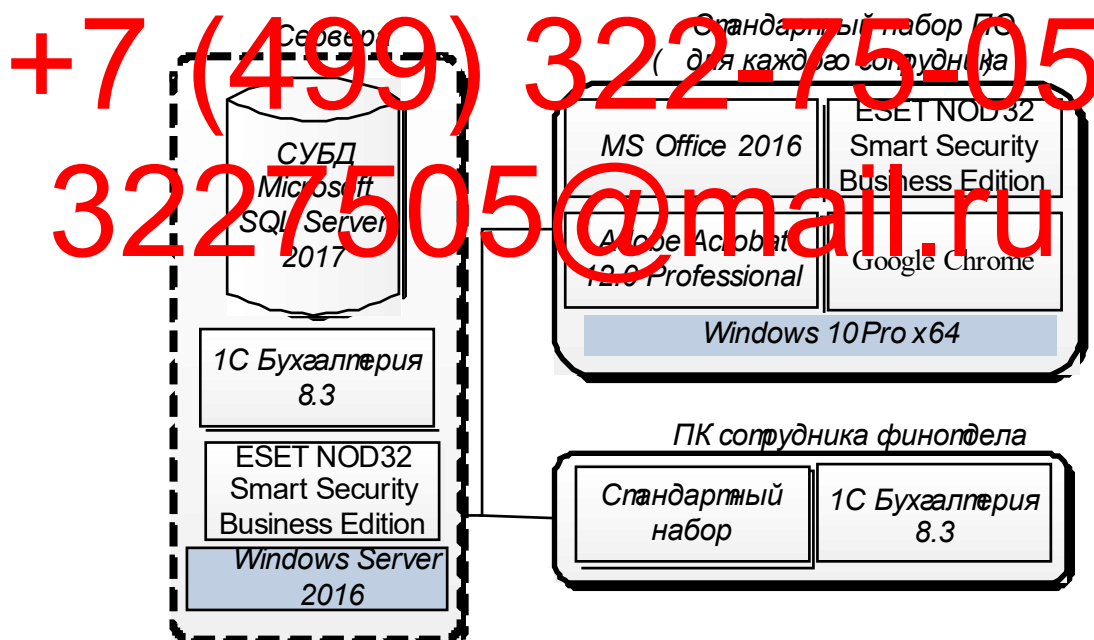 +7 (499) 322-75-05
3227505@mail.ru
Сервера
СУБД
Microsoft
SQL Server
2017
1С Бухгалтерия
8.3
ESET NOD32
Smart Security
Business Edition
Windows Server
2016
Стандартный набор ПО
( для каждого сотрудника)
MS Office 2016
ESET NOD32
Smart Security
Business Edition
Adobe Acrobat
12.0 Professional
Google Chrome
Windows 10 Pro x64
ПК сотрудника финотдела
Стандартный
набор
1С Бухгалтерия
8.3